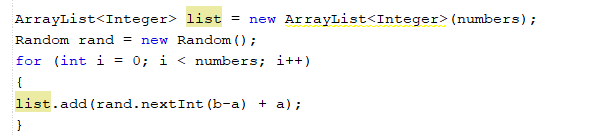 ArrayList<Integer> list = new ArrayList<Integer>(numbers);
Random rand = new Random();
for (int i = 0; i < numbers; i++)
{
list.add(rand.nextInt(b-a) + a);
}